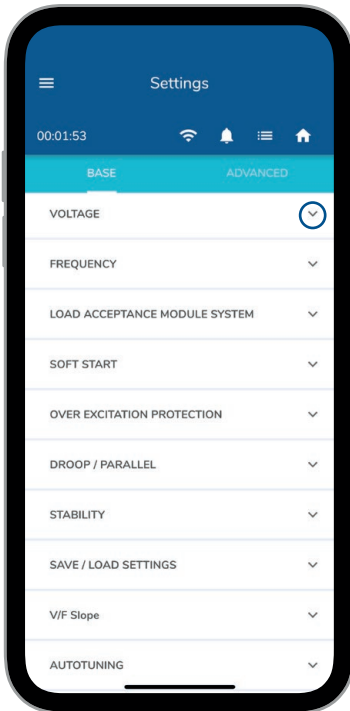 Settings
00:01:53
BASE ADVANCED
VOLTAGE
FREQUENCY
LOAD ACCEPTANCE MODULE SYSTEM
SOFT START
OVER EXCITATION PROTECTION
DROOP / PARALLEL
STABILITY
SAVE / LOAD SETTINGS
V/F Slope
AUTOTUNING